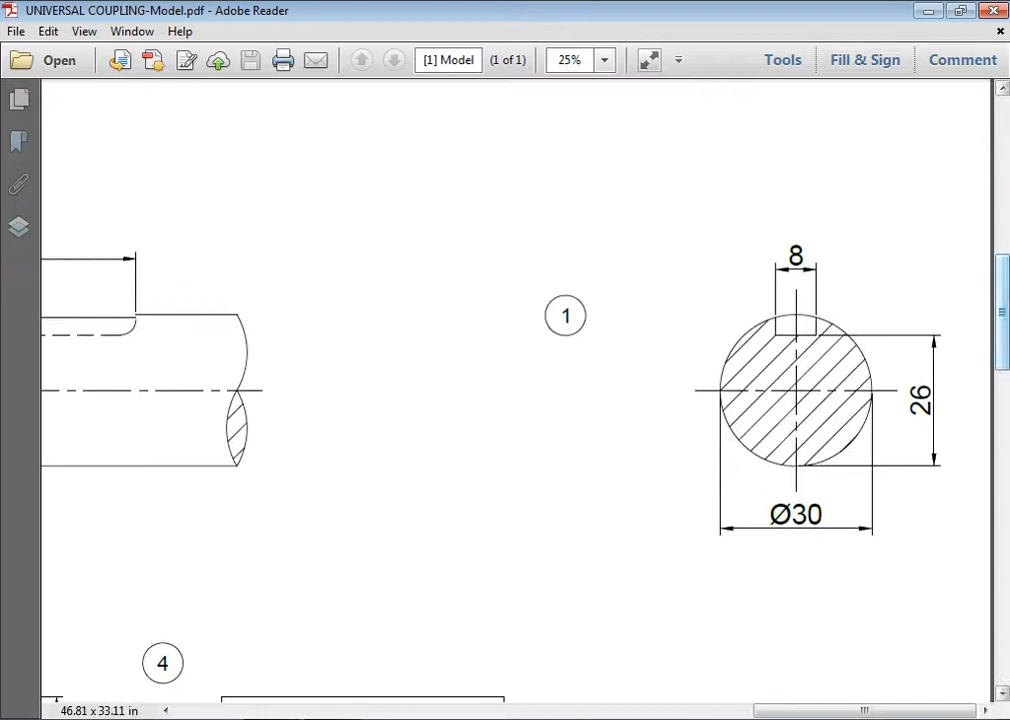 UNIVERSAL COUPLING-Model.pdf - Adobe Reader
File Edit View Window Help
Open [1] Model (1 of 1) 25% Tools Fill & Sign Comment
8
1
26
Ø30
4
46.81 x 33.11 in